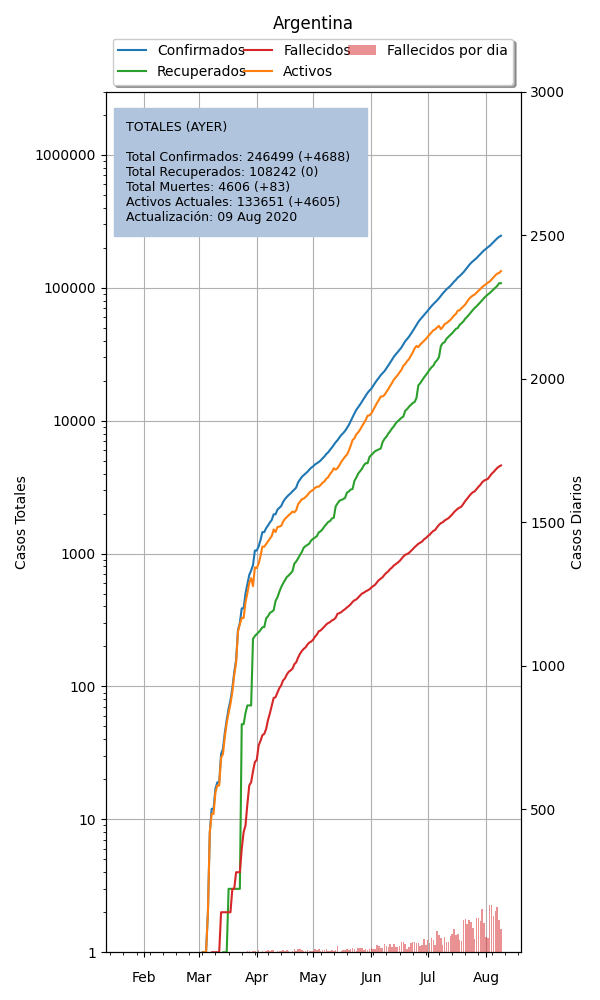 Argentina
Confirmados Fallecidos Fallecidos por dia
Recuperados Activos
TOTALES (AYER)
Total Confirmados: 246499 (+4688)
Total Recuperados: 108242 (0)
Total Muertes: 4606 (+83)
Activos Actuales: 133651 (+4605)
Actualización: 09 Aug 2020
Casos Totales
1000000
100000
10000
1000
100
10
1
3000
2500
2000
1500
1000
500
Casos Diarios
Feb Mar Apr May Jun Jul Aug